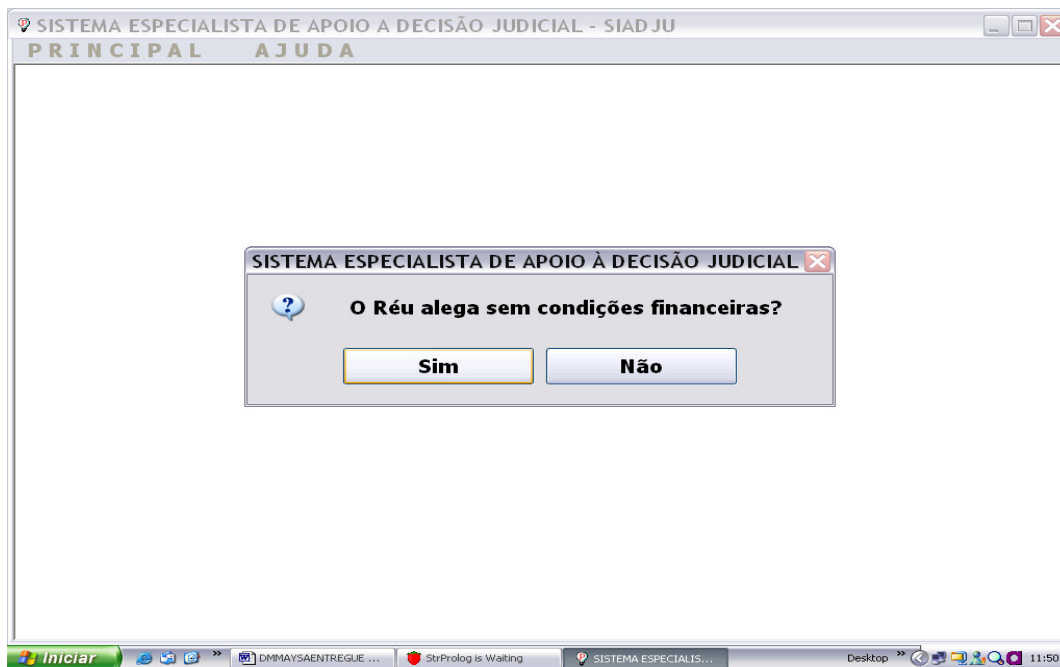 SISTEMA ESPECIALISTA DE APOIO A DECISÃO JUDICIAL - SIADJU
PRINCIPAL AJUDA
SISTEMA ESPECIALISTA DE APOIO À DECISÃO JUDICIAL
O Réu alega sem condições financeiras?
Sim Não
Iniciar » DMMAYSAENTREGUE ... StrProlog is Waiting SISTEMA ESPECIALIS... Desktop » 11:50